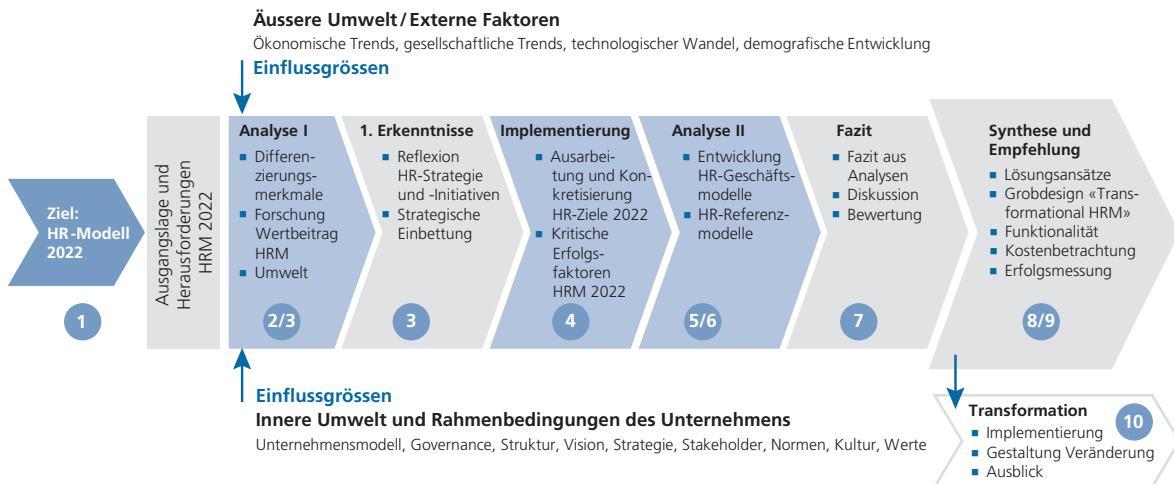 Äussere Umwelt/Externe Faktoren
Ökonomische Trends, gesellschaftliche Trends, technologischer Wandel, demografische Entwicklung
Einflussgrössen
Ziel:
HR-Modell
2022
1
Ausgangslage und
Herausforderungen
HRM 2022
Analyse I
■ Differen-
zierungs-
merkmale
■ Forschung
Wertbeitrag
HRM
■ Umwelt
2/3
1. Erkenntnisse
■ Reflexion
HR-Strategie
und -Initiativen
■ Strategische
Einbettung
3
Implementierung
■ Ausarbei-
tung und Kon-
kretisierung
HR-Ziele 2022
■ Kritische
Erfolgs-
faktoren
HRM 2022
4
Analyse II
■ Entwicklung
HR-Geschäfts-
modelle
■ HR-Referenz-
modelle
5/6
Fazit
■ Fazit aus
Analysen
■ Diskussion
■ Bewertung
7
Synthese und
Empfehlung
■ Lösungsansätze
■ Grobdesign «Trans-
formational HRM»
■ Funktionalität
■ Kostenbetrachtung
■ Erfolgsmessung
8/9
Einflussgrössen
Innere Umwelt und Rahmenbedingungen des Unternehmens
Unternehmensmodell, Governance, Struktur, Vision, Strategie, Stakeholder, Normen, Kultur, Werte
Transformation
■ Implementierung
■ Gestaltung Veränderung
■ Ausblick
10